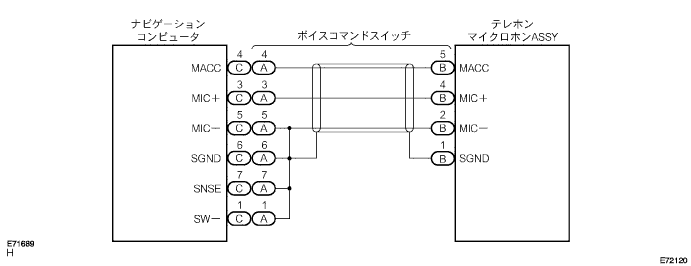 ナビゲーション
コンピュータ
ボイスコマンドスイッチ
テレホン
マイクロホンASSY
MACC 4 C 4 A 5 B MACC
MIC+ 3 C 3 A 4 B MIC+
MIC- 5 C 5 A 2 B MIC-
SGND 6 C 6 A 1 B SGND
SNSE 7 C 7 A
SW- 1 C 1 A
E71689
H
E72120